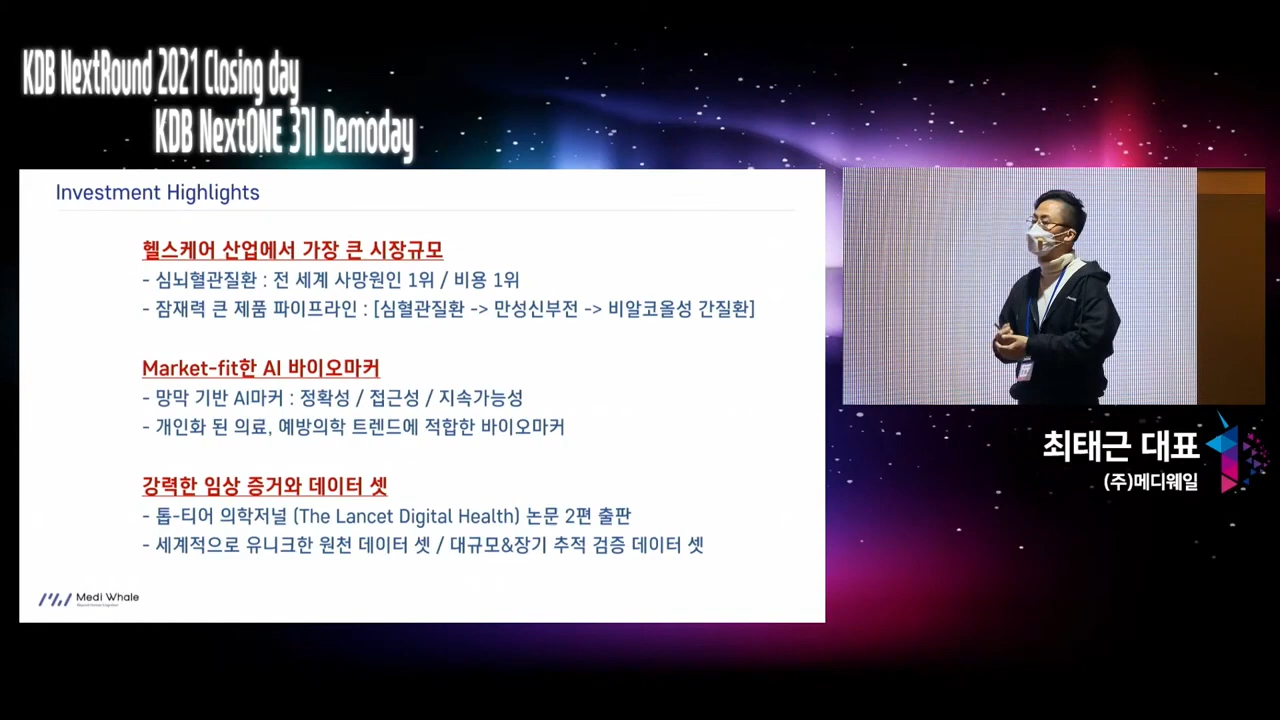 KDB NextRound 2021 Closing day
KDB NextONE 3기 Demoday
Investment Highlights
헬스케어 산업에서 가장 큰 시장규모
- 심뇌혈관질환 : 전 세계 사망원인 1위 / 비용 1위
- 잠재력 큰 제품 파이프라인 : [심혈관질환 -> 만성신부전 -> 비알코올성 간질환]
Market-fit한 AI 바이오마커
- 망막 기반 AI마커 : 정확성 / 접근성 / 지속가능성
- 개인화 된 의료, 예방의학 트렌드에 적합한 바이오마커
강력한 임상 증거와 데이터 셋
- 톱-티어 의학저널 (The Lancet Digital Health) 논문 2편 출판
- 세계적으로 유니크한 원천 데이터 셋 / 대규모&장기 추적 검증 데이터 셋
Medi Whale
최태근 대표
(주)메디웨일